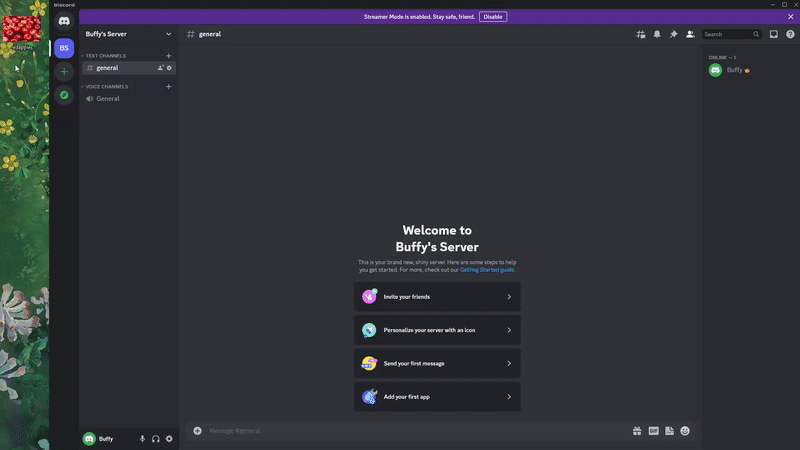 Discord
Streamer Mode is enabled. Stay safe, friend. Disable
BS
Buffy's Server
TEXT CHANNELS
general
VOICE CHANNELS
General
Buffy
general
Search
Welcome to
Buffy's Server
This is your brand new, shiny server. Here are some steps to help
you get started. For more, check out our Getting Started guide.
Invite your friends
Personalize your server with an icon
Send your first message
Add your first app
Message #general
GIF
ONLINE — 1
Buffy